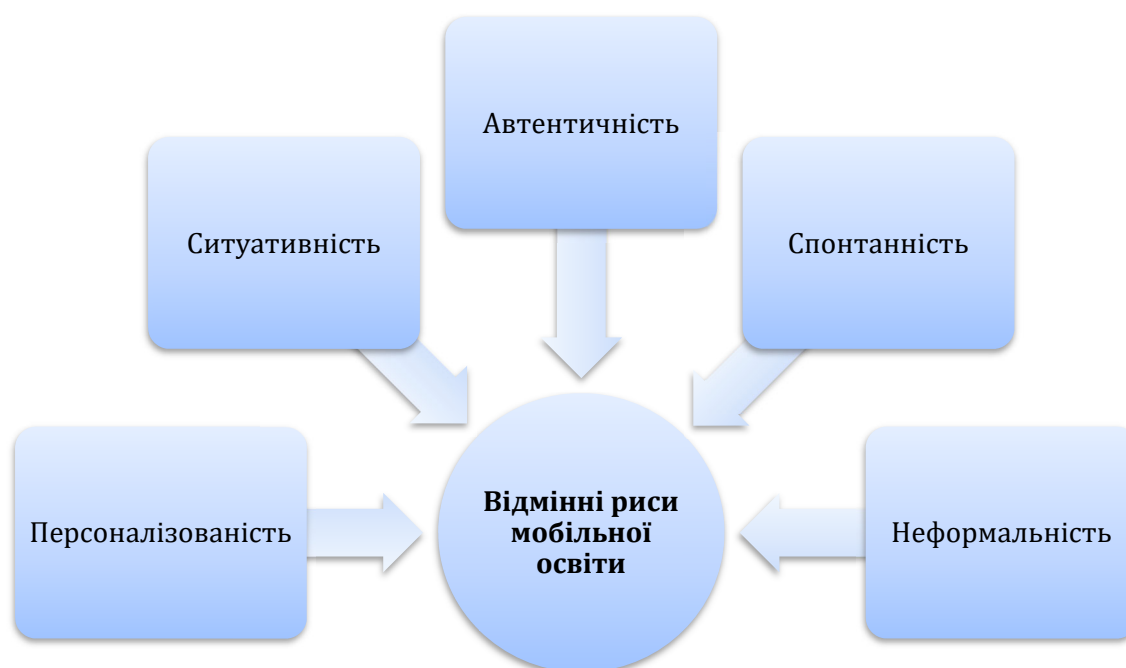 Автентичність
Ситуативність
Спонтанність
Персоналізованість
Відмінні риси
мобільної
освіти
Неформальність